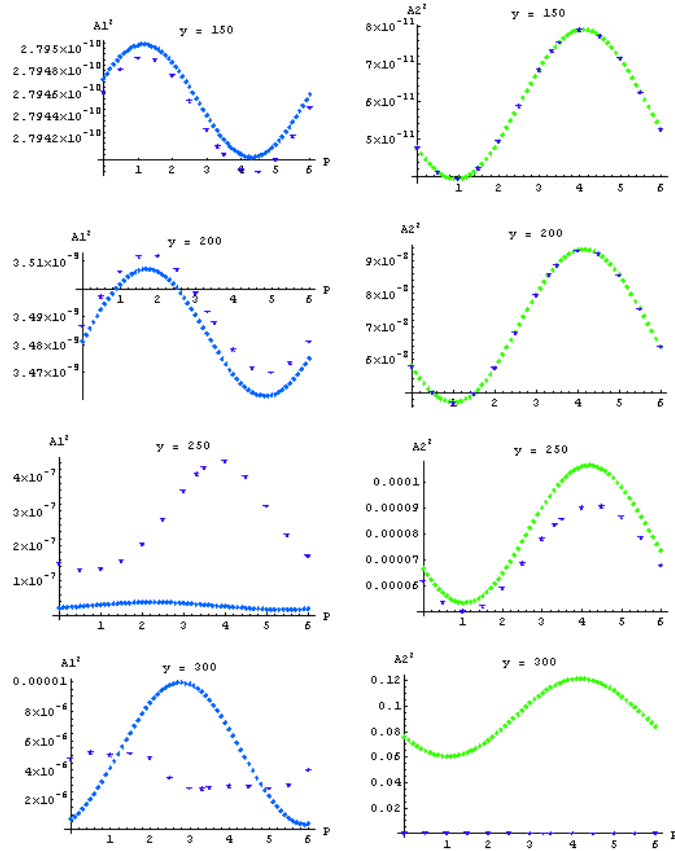 A1²
y = 150
2.795×10⁻¹⁰
2.7948×10⁻¹⁰
2.7946×10⁻¹⁰
2.7944×10⁻¹⁰
2.7942×10⁻¹⁰
1 2 3 4 5 6 P
A2²
y = 150
8×10⁻¹¹
7×10⁻¹¹
6×10⁻¹¹
5×10⁻¹¹
1 2 3 4 5 6
A1²
y = 200
3.51×10⁻⁹
1 2 3 4 5 6
3.49×10⁻⁹
3.48×10⁻⁹
3.47×10⁻⁹
A2²
y = 200
9×10⁻⁸
8×10⁻⁸
7×10⁻⁸
6×10⁻⁸
1 2 3 4 5 6
A1²
y = 250
4×10⁻⁷
3×10⁻⁷
2×10⁻⁷
1×10⁻⁷
1 2 3 4 5 6 P
A2²
y = 250
0.0001
0.00009
0.00008
0.00007
0.00006
1 2 3 4 5 6
A1²
y = 300
0.00001
8×10⁻⁶
6×10⁻⁶
4×10⁻⁶
2×10⁻⁶
1 2 3 4 5 6 P
A2²
y = 300
0.12
0.1
0.08
0.06
0.04
0.02
1 2 3 4 5 6 P